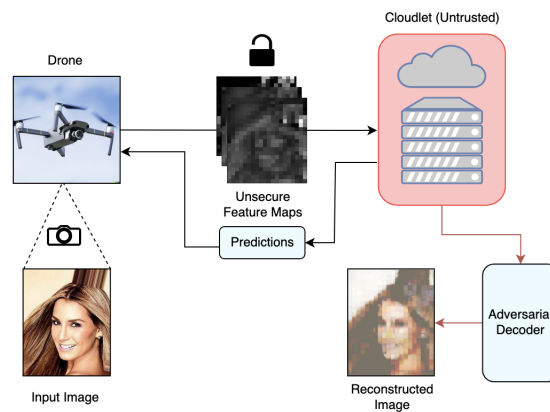 Cloudlet (Untrusted)
Drone
Unsecure
Feature Maps
Predictions
Adversaria
Decoder
Input Image
Reconstructed
Image